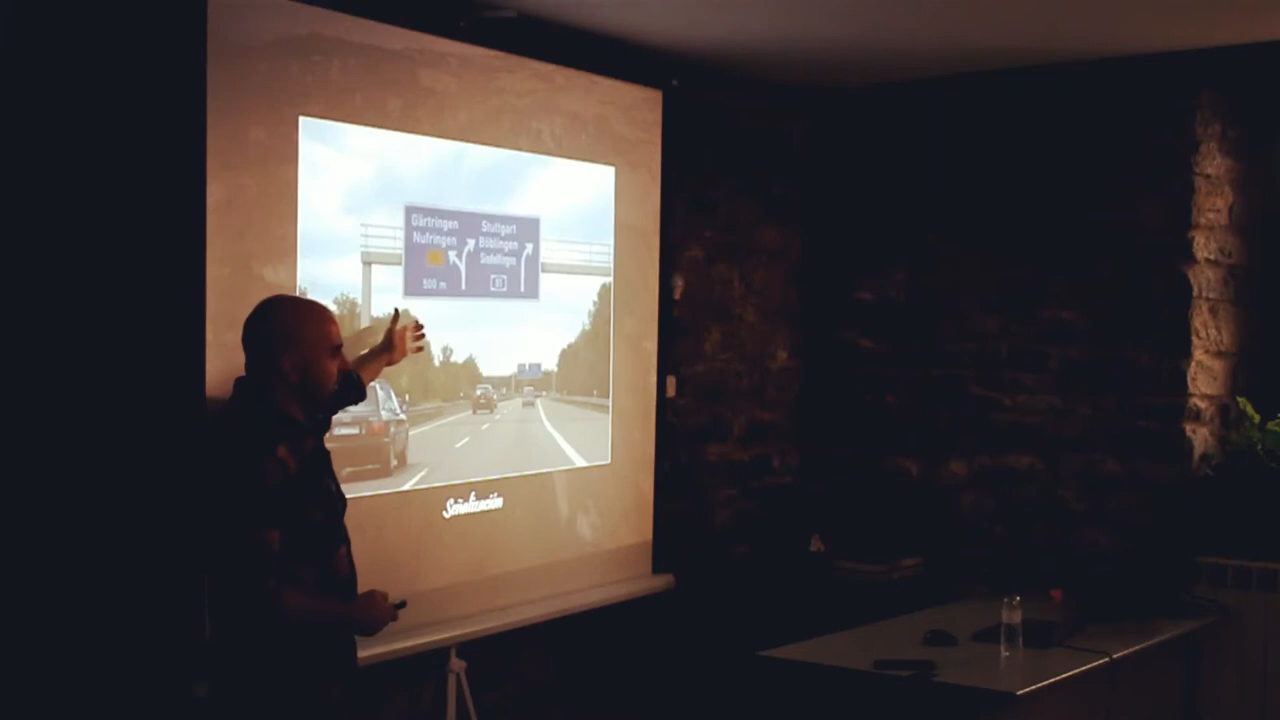 Gärtringen
Nufringen
500 m
Stuttgart
Böblingen
Sindelfingen
81
Señalización